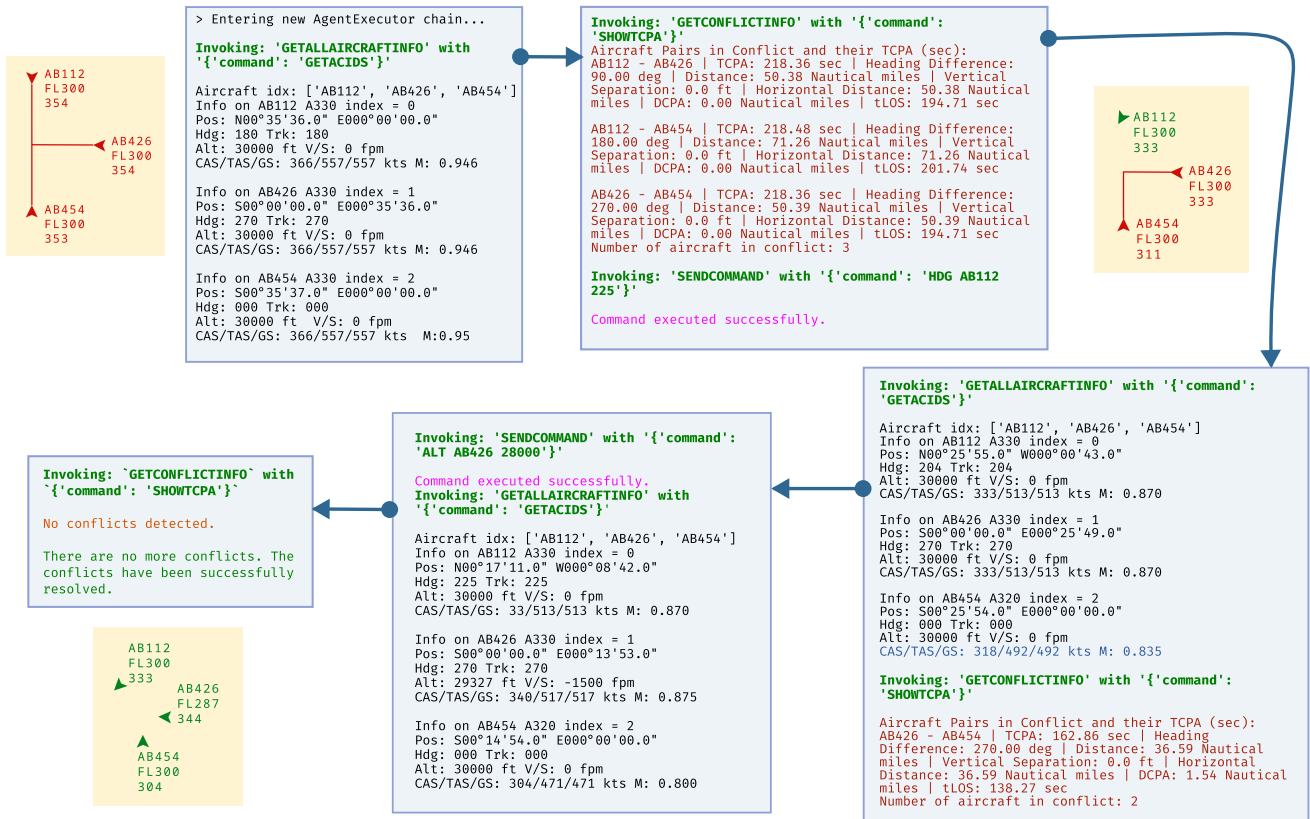 > Entering new AgentExecutor chain...
Invoking: 'GETALLAIRCRAFTINFO' with
'{'command': 'GETACIDS'}'
Aircraft idx: ['AB112', 'AB426', 'AB454']
Info on AB112 A330 index = 0
Pos: N00°35'36.0" E000°00'00.0"
Hdg: 180 Trk: 180
Alt: 30000 ft V/S: 0 fpm
CAS/TAS/GS: 366/557/557 kts M: 0.946
Info on AB426 A330 index = 1
Pos: S00°00'00.0" E000°35'36.0"
Hdg: 270 Trk: 270
Alt: 30000 ft V/S: 0 fpm
CAS/TAS/GS: 366/557/557 kts M: 0.946
Info on AB454 A330 index = 2
Pos: S00°35'37.0" E000°00'00.0"
Hdg: 000 Trk: 000
Alt: 30000 ft  V/S: 0 fpm
CAS/TAS/GS: 366/557/557 kts  M:0.95
AB112
FL300
354
AB426
FL300
354
AB454
FL300
353
Invoking: 'GETCONFLICTINFO' with '{'command':
'SHOWTCPA'}'
Aircraft Pairs in Conflict and their TCPA (sec):
AB112 - AB426 | TCPA: 218.36 sec | Heading Difference:
90.00 deg | Distance: 50.38 Nautical miles | Vertical
Separation: 0.0 ft | Horizontal Distance: 50.38 Nautical
miles | DCPA: 0.00 Nautical miles | tLOS: 194.71 sec
AB112 - AB454 | TCPA: 218.48 sec | Heading Difference:
180.00 deg | Distance: 71.26 Nautical miles | Vertical
Separation: 0.0 ft | Horizontal Distance: 71.26 Nautical
miles | DCPA: 0.00 Nautical miles | tLOS: 201.74 sec
AB426 - AB454 | TCPA: 218.36 sec | Heading Difference:
270.00 deg | Distance: 50.39 Nautical miles | Vertical
Separation: 0.0 ft | Horizontal Distance: 50.39 Nautical
miles | DCPA: 0.00 Nautical miles | tLOS: 194.71 sec
Number of aircraft in conflict: 3
Invoking: 'SENDCOMMAND' with '{'command': 'HDG AB112
225'}'
Command executed successfully.
AB112
FL300
333
AB426
FL300
333
AB454
FL300
311
Invoking: 'GETALLAIRCRAFTINFO' with '{'command':
'GETACIDS'}'
Aircraft idx: ['AB112', 'AB426', 'AB454']
Info on AB112 A330 index = 0
Pos: N00°25'55.0" W000°00'43.0"
Hdg: 204 Trk: 204
Alt: 30000 ft V/S: 0 fpm
CAS/TAS/GS: 333/513/513 kts M: 0.870
Info on AB426 A330 index = 1
Pos: S00°00'00.0" E000°25'49.0"
Hdg: 270 Trk: 270
Alt: 30000 ft V/S: 0 fpm
CAS/TAS/GS: 333/513/513 kts M: 0.870
Info on AB454 A320 index = 2
Pos: S00°25'54.0" E000°00'00.0"
Hdg: 000 Trk: 000
Alt: 30000 ft V/S: 0 fpm
CAS/TAS/GS: 318/492/492 kts M: 0.835
Invoking: 'GETCONFLICTINFO' with '{'command':
'SHOWTCPA'}'
Aircraft Pairs in Conflict and their TCPA (sec):
AB426 - AB454 | TCPA: 162.86 sec | Heading
Difference: 270.00 deg | Distance: 36.59 Nautical
miles | Vertical Separation: 0.0 ft | Horizontal
Distance: 36.59 Nautical miles | DCPA: 1.54 Nautical
miles | tLOS: 138.27 sec
Number of aircraft in conflict: 2
Invoking: 'SENDCOMMAND' with '{'command':
'ALT AB426 28000'}'
Command executed successfully.
Invoking: 'GETALLAIRCRAFTINFO' with
'{'command': 'GETACIDS'}'
Aircraft idx: ['AB112', 'AB426', 'AB454']
Info on AB112 A330 index = 0
Pos: N00°17'11.0" W000°08'42.0"
Hdg: 225 Trk: 225
Alt: 30000 ft V/S: 0 fpm
CAS/TAS/GS: 33/513/513 kts M: 0.870
Info on AB426 A330 index = 1
Pos: S00°00'00.0" E000°13'53.0"
Hdg: 270 Trk: 270
Alt: 29327 ft V/S: -1500 fpm
CAS/TAS/GS: 340/517/517 kts M: 0.875
Info on AB454 A320 index = 2
Pos: S00°14'54.0" E000°00'00.0"
Hdg: 000 Trk: 000
Alt: 30000 ft V/S: 0 fpm
CAS/TAS/GS: 304/471/471 kts M: 0.800
Invoking: `GETCONFLICTINFO` with
`{'command': 'SHOWTCPA'}`
No conflicts detected.
There are no more conflicts. The
conflicts have been successfully
resolved.
AB112
FL300
333
AB426
FL287
344
AB454
FL300
304